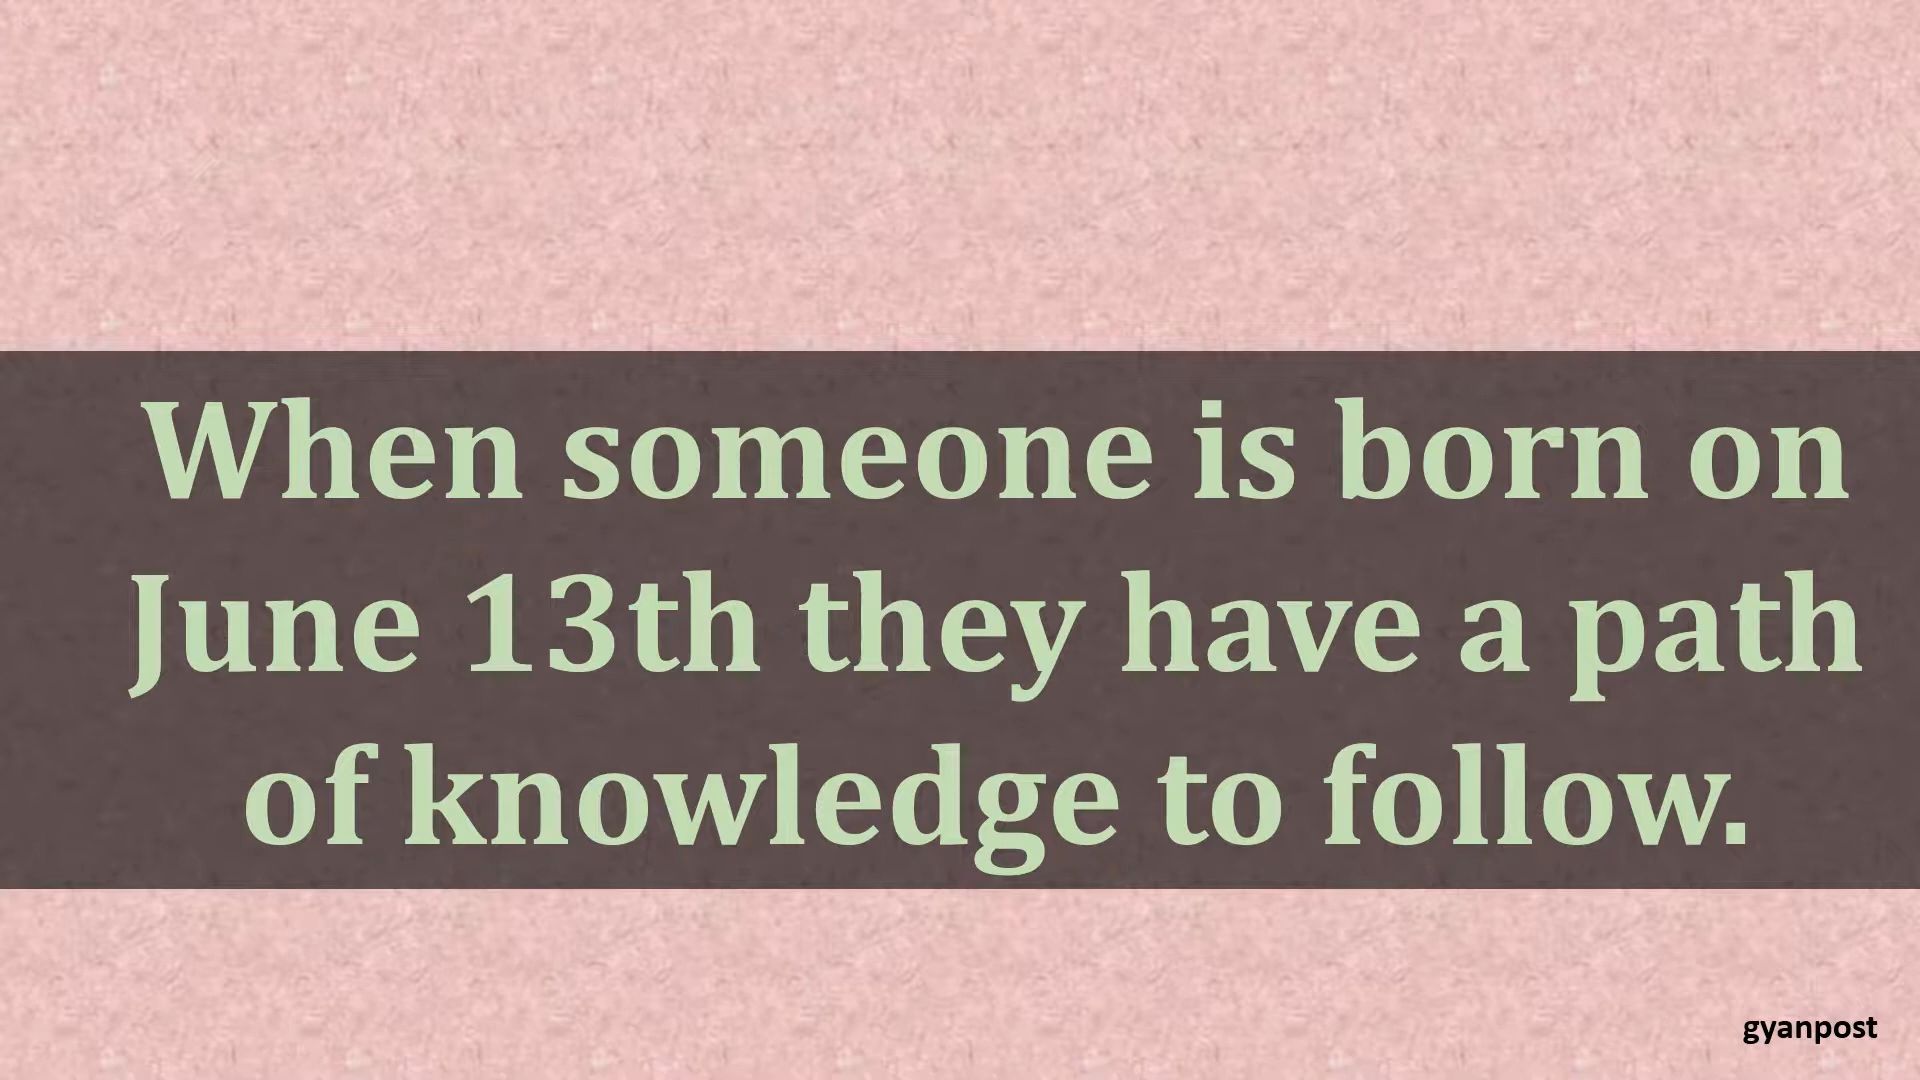 When someone is born on
June 13th they have a path
of knowledge to follow.
gyanpost